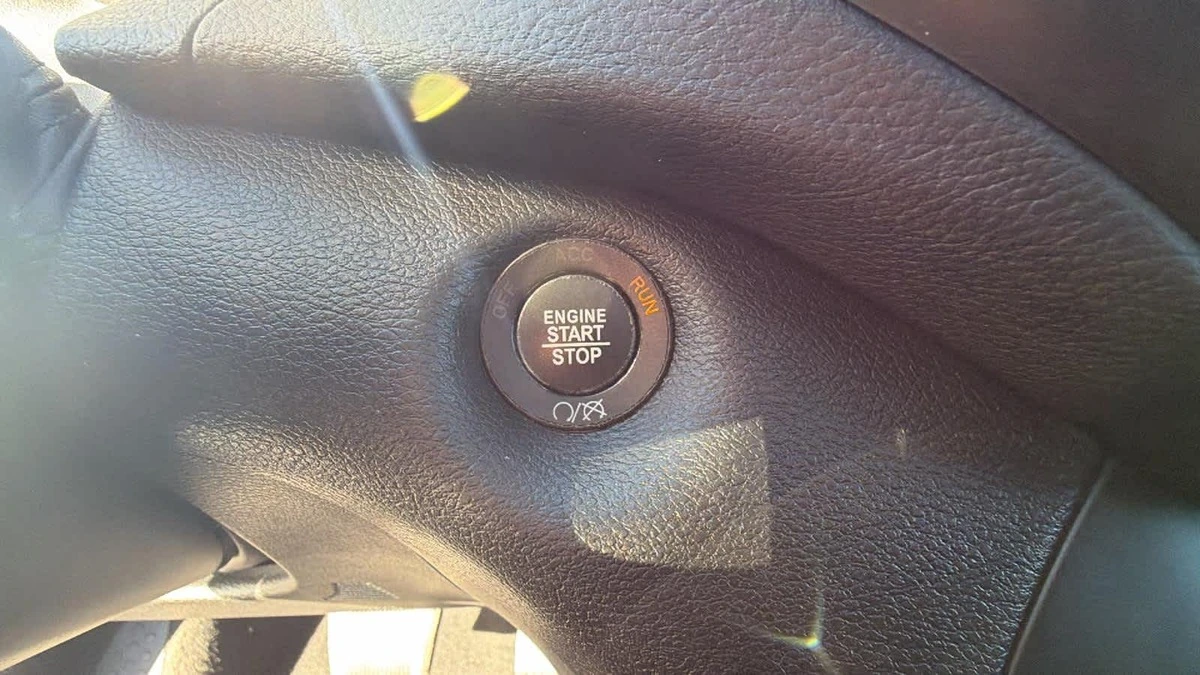 ACC
OFF
RUN
ENGINE
START
STOP